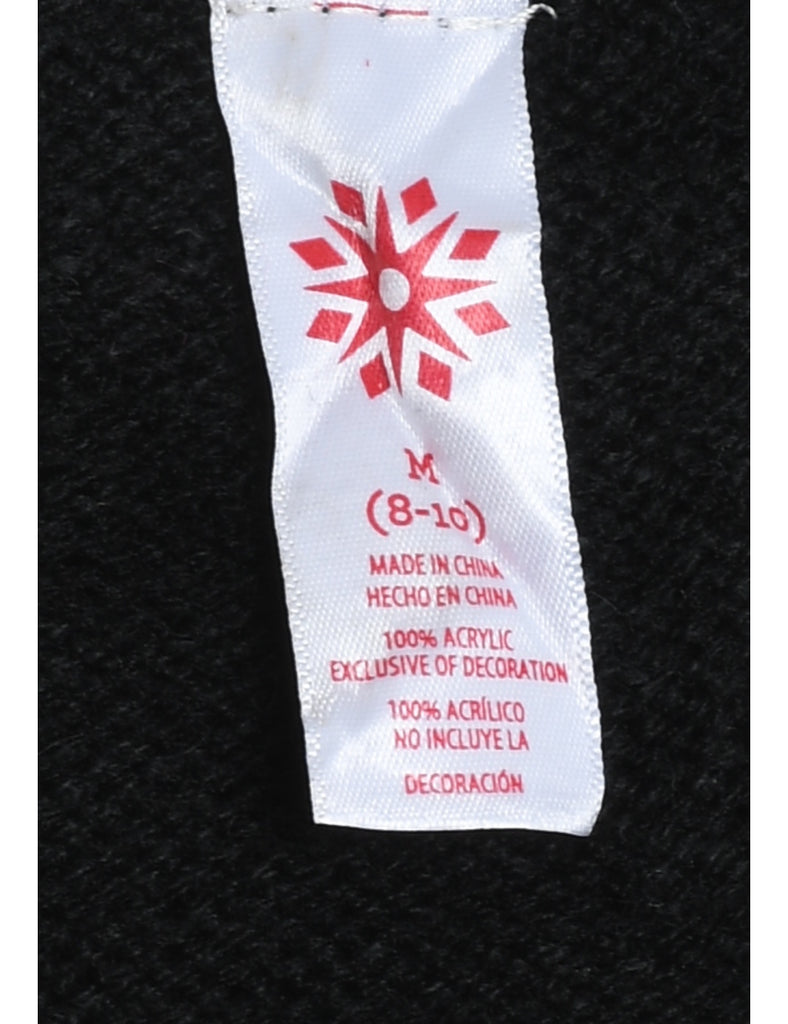 M
(8-10)
MADE IN CHINA
HECHO EN CHINA
100% ACRYLIC
EXCLUSIVE OF DECORATION
100% ACRÍLICO
NO INCLUYE LA
DECORACIÓN